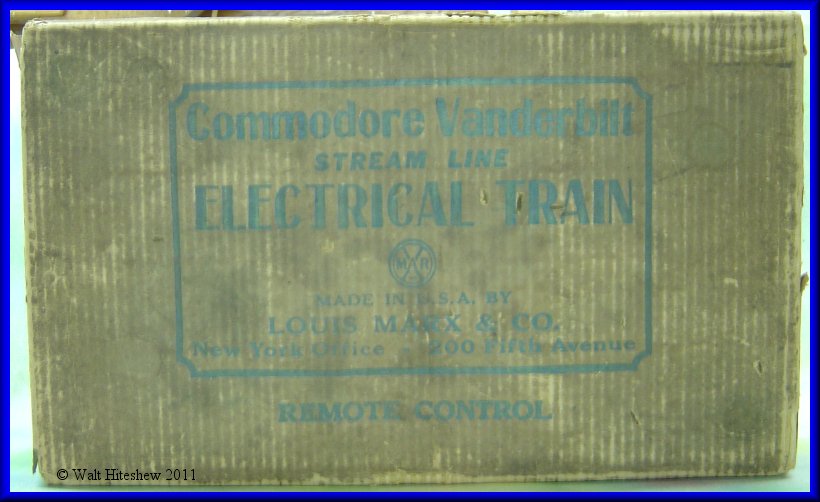 Commodore Vanderbilt
STREAM LINE
ELECTRICAL TRAIN
MAR
MADE IN U.S.A. BY
LOUIS MARX & CO.
New York Office - 200 Fifth Avenue
REMOTE CONTROL
© Walt Hiteshew 2011